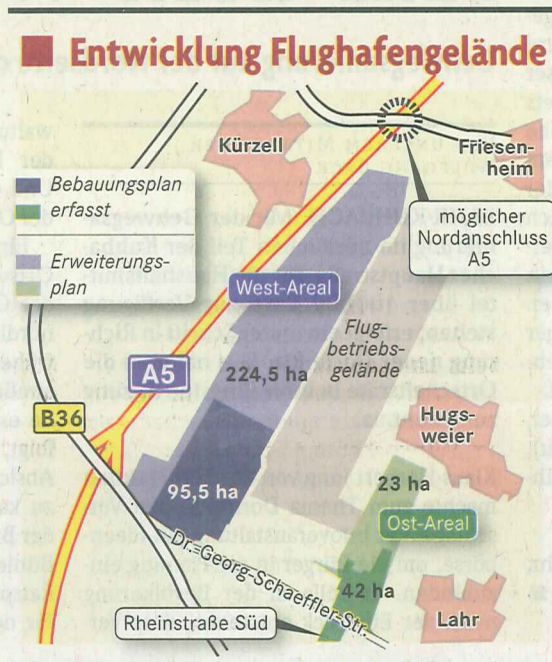 Entwicklung Flughafengelände
Kürzell
Friesen-
heim
Bebauungsplan
erfasst
Erweiterungs-
plan
möglicher
Nordanschluss
A5
West-Areal
Flug-
betriebs-
gelände
A5
224,5 ha
B36
Hugs-
weier
95,5 ha
23 ha
Ost-Areal
Dr.-Georg-Schaeffler-Str.
42 ha
Rheinstraße Süd
Lahr